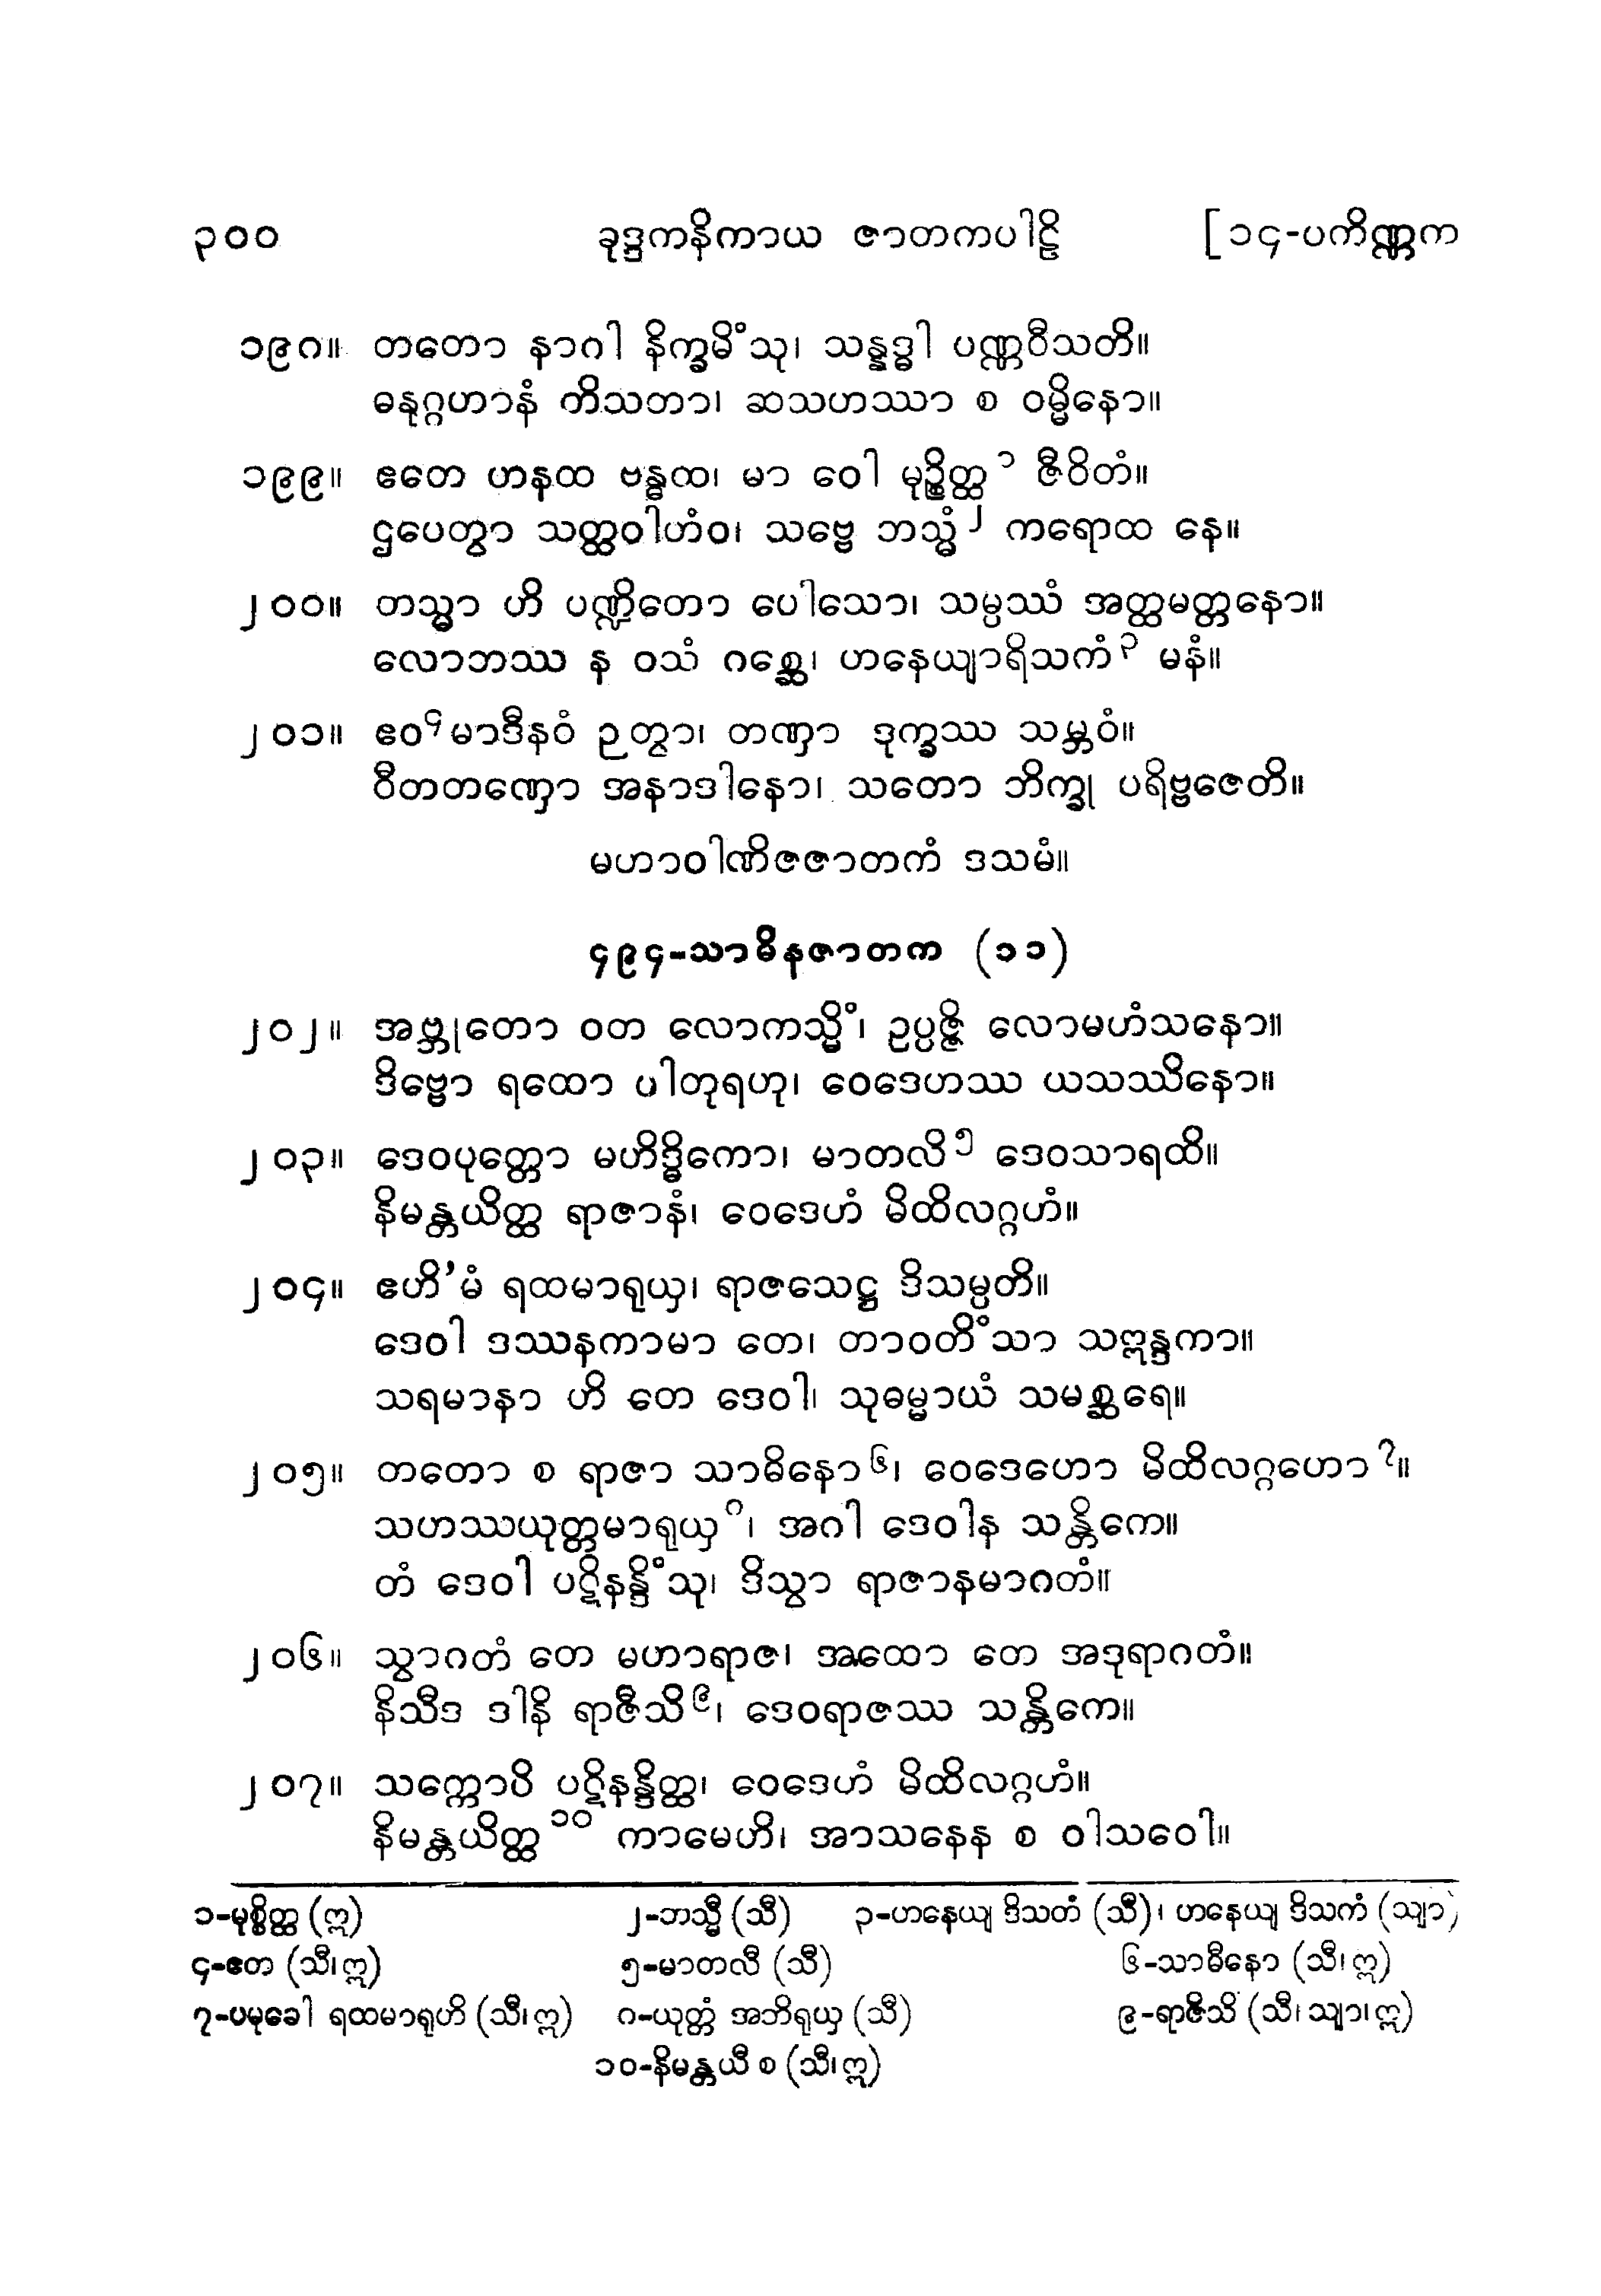 ၃၀၀ ခုဒ္ဒကနိကာယ ဇာတကပါဠိ [၁၄-ပကိဏ္ဏက
၁၉၈။ တတော နာဂါ နိက္ခမိံသု၊ သန္နဒ္ဓါ ပဏ္ဏဝီသတိ။
ဓနုဂ္ဂဟာနံ တိသတာ၊ ဆသဟဿာ စ ဝမ္မိနော။
၁၉၉။ ဧတေ ဟနထ ဗန္ဓထ၊ မာ ဝေါ မုဉ္စိတ္ထ ၁ ဇီဝိတံ။
ဌပေတွာ သတ္ထဝါဟံဝ၊ သဗ္ဗေ ဘသ္မံ ၂ ကရောထ နေ။
၂၀၀။ တသ္မာ ဟိ ပဏ္ဍိတော ပေါသော၊ သမ္ပဿံ အတ္ထမတ္တနော။
လောဘဿ န ဝသံ ဂစ္ဆေ၊ ဟနေယျာရိသကံ ၃ မနံ။
၂၀၁။ ဧဝ ၄ မာဒီနဝံ ဉတွာ၊ တဏှာ ဒုက္ခဿ သမ္ဘဝံ။
ဝီတတဏှော အနာဒါနော၊ သတော ဘိက္ခု ပရိဗ္ဗဇေတိ။
မဟာဝါဏိဇဇာတကံ ဒသမံ။
၄၉၄-သာဓိနဇာတက (၁၁)
၂၀၂။ အဗ္ဘုတော ဝတ လောကသ္မိံ၊ ဥပ္ပဇ္ဇိ လောမဟံသနော။
ဒိဗ္ဗော ရထော ပါတုရဟု၊ ဝေဒေဟဿ ယသဿိနော။
၂၀၃။ ဒေဝပုတ္တော မဟိဒ္ဓိကော၊ မာတလိ ၅ ဒေဝသာရထိ။
နိမန္တယိတ္ထ ရာဇာနံ၊ ဝေဒေဟံ မိထိလဂ္ဂဟံ။
၂၀၄။ ဧဟိ’မံ ရထမာရုယှ၊ ရာဇသေဋ္ဌ ဒိသမ္ပတိ။
ဒေဝါ ဒဿနကာမာ တေ၊ တာဝတိံသာ သဣန္ဒကာ။
သရမာနာ ဟိ တေ ဒေဝါ၊ သုဓမ္မာယံ သမစ္ဆရေ။
၂၀၅။ တတော စ ရာဇာ သာဓိနော ၆၊ ဝေဒေဟော မိထိလဂ္ဂဟော ၇။
သဟဿယုတ္တမာရုယှ ၈၊ အဂါ ဒေဝါန သန္တိကေ။
တံ ဒေဝါ ပဋိနန္ဒိံသု၊ ဒိသွာ ရာဇာနမာဂတံ။
၂၀၆။ သွာဂတံ တေ မဟာရာဇ၊ အထော တေ အဒုရာဂတံ။
နိသီဒ ဒါနိ ရာဇီသိ ၉၊ ဒေဝရာဇဿ သန္တိကေ။
၂၀၇။ သက္ကောပိ ပဋိနန္ဒိတ္ထ၊ ဝေဒေဟံ မိထိလဂ္ဂဟံ။
နိမန္တယိတ္ထ ၁၀ ကာမေဟိ၊ အာသနေန စ ဝါသဝေါ။
၁-မုစ္စိတ္ထ (ဣ) ၂-ဘသ္မီ (သီ) ၃-ဟနေယျ ဒိသတံ (သီ)၊ ဟနေယျ ဒိသကံ (သျာ)
၄-ဧတ (သီ၊ဣ) ၅-မာတလီ (သီ) ၆-သာဓီနော (သီ၊ဣ)
၇-ပမုခေါ ရထမာရုဟိ (သီ၊ဣ) ၈-ယုတ္တံ အဘိရုယှ (သီ) ၉-ရာဇိသိ (သီ၊သျာ၊ဣ)
၁၀-နိမန္တယီ စ (သီ၊ဣ)